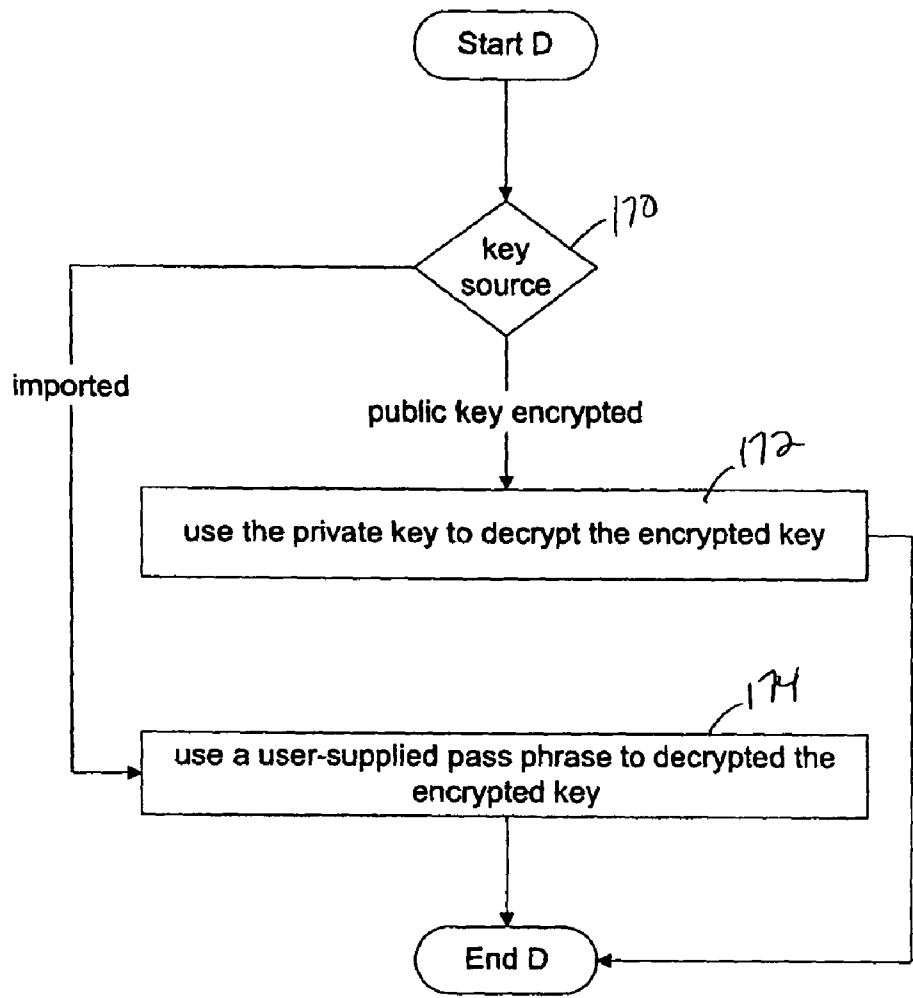 Start D
170
key
source
imported
public key encrypted
172
use the private key to decrypt the encrypted key
174
use a user-supplied pass phrase to decrypted the
encrypted key
End D